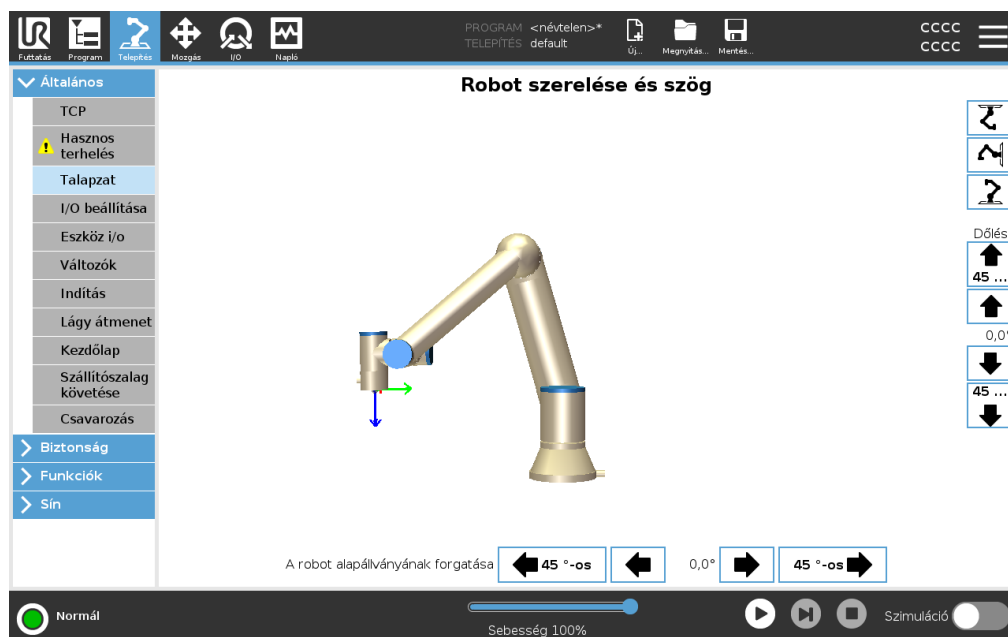 PROGRAM <névtelen>*
TELEPÍTÉS default
CCCC
CCCC
Futtatás
Program
Telepítés
Mozgás
I/O
Napló
Új...
Megnyitás...
Mentés...
Általános
TCP
Hasznos
terhelés
Talapzat
I/O beállítása
Eszköz i/o
Változók
Indítás
Lágy átmenet
Kezdőlap
Szállítószalag
követése
Csavarozás
Biztonság
Funkciók
Sín
Robot szerelése és szög
Dőlés
45 ...
0,0°
45 ...
A robot alapállványának forgatása
45 °-os
0,0°
45 °-os
Normál
Sebesség 100%
Szimuláció